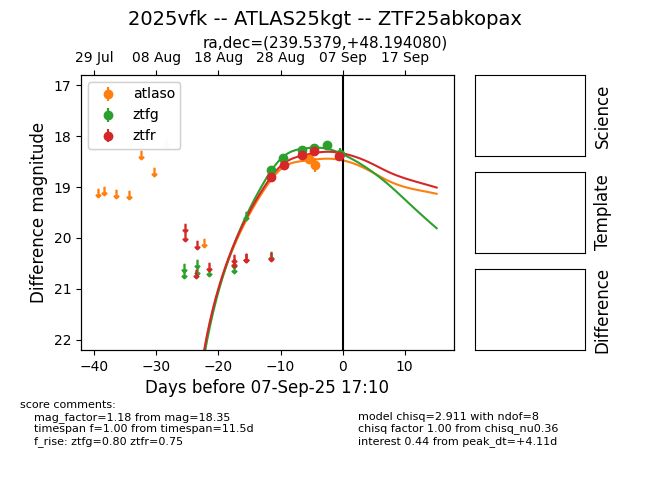 2025vfk -- ATLAS25kgt -- ZTF25abkopax
ra,dec=(239.5379,+48.194080)
29 Jul 08 Aug 18 Aug 28 Aug 07 Sep 17 Sep
17
18
19
20
21
22
Difference magnitude
atlaso
ztfg
ztfr
−40 −30 −20 −10 0 10
Days before 07-Sep-25 17:10
Science
Template
Difference
score comments:
mag_factor=1.18 from mag=18.35
timespan f=1.00 from timespan=11.5d
f_rise: ztfg=0.80 ztfr=0.75
model chisq=2.911 with ndof=8
chisq factor 1.00 from chisq_nu0.36
interest 0.44 from peak_dt=+4.11d